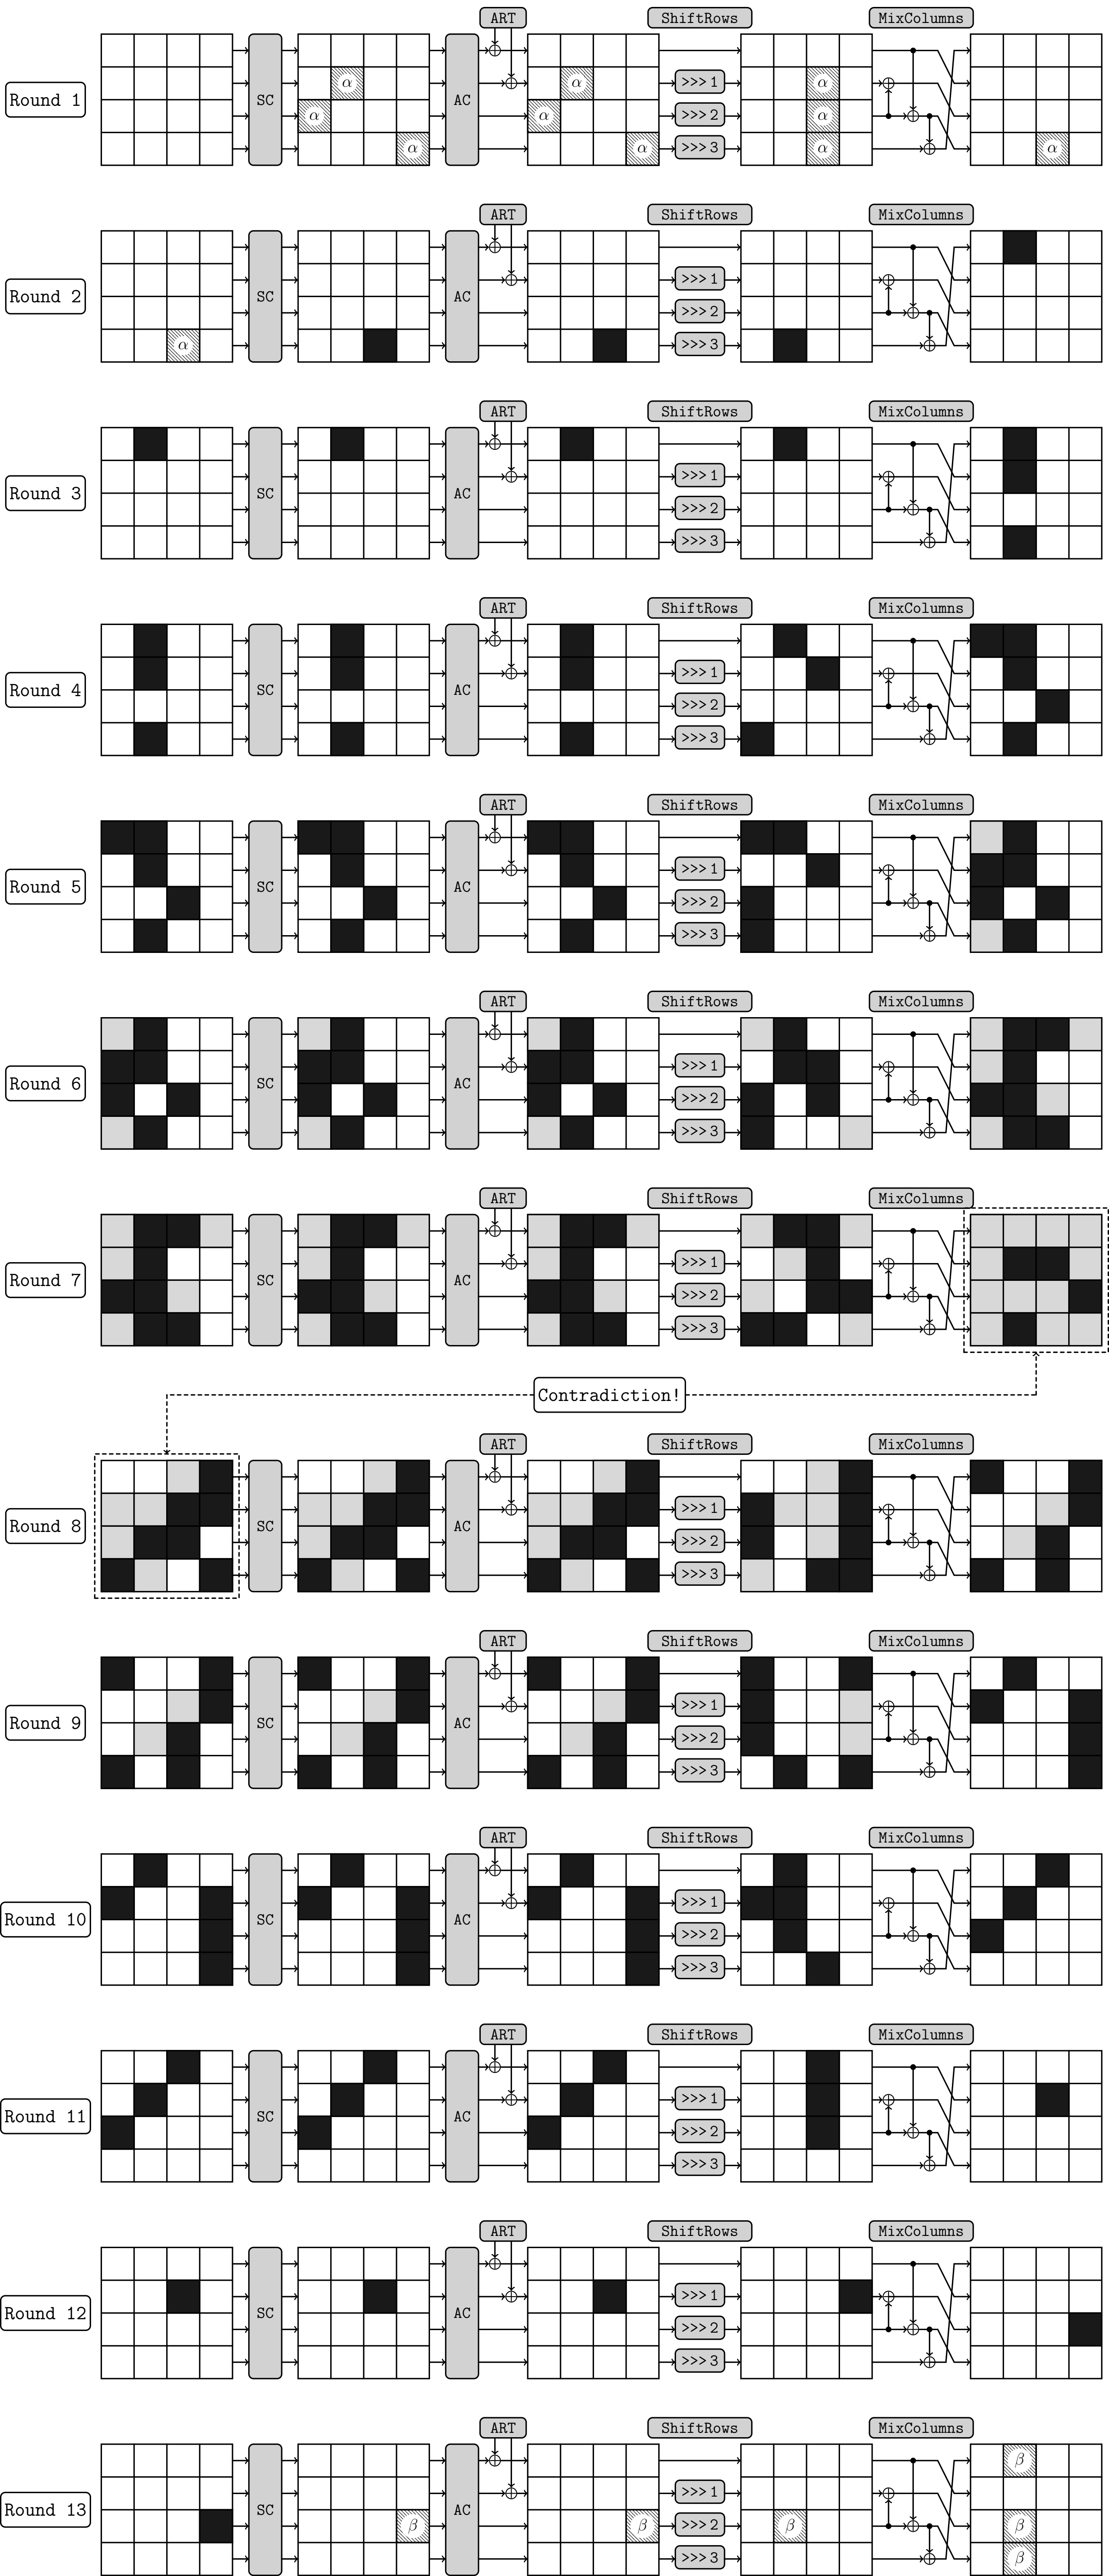 ART ShiftRows MixColumns
α >>> 1 α
Round 1 SC α AC α >>> 2 α
α α >>> 3 α α
ART ShiftRows MixColumns
>>> 1
Round 2 SC AC >>> 2
α >>> 3
ART ShiftRows MixColumns
>>> 1
Round 3 SC AC >>> 2
>>> 3
ART ShiftRows MixColumns
>>> 1
Round 4 SC AC >>> 2
>>> 3
ART ShiftRows MixColumns
>>> 1
Round 5 SC AC >>> 2
>>> 3
ART ShiftRows MixColumns
>>> 1
Round 6 SC AC >>> 2
>>> 3
ART ShiftRows MixColumns
>>> 1
Round 7 SC AC >>> 2
>>> 3
Contradiction!
ART ShiftRows MixColumns
>>> 1
Round 8 SC AC >>> 2
>>> 3
ART ShiftRows MixColumns
>>> 1
Round 9 SC AC >>> 2
>>> 3
ART ShiftRows MixColumns
>>> 1
Round 10 SC AC >>> 2
>>> 3
ART ShiftRows MixColumns
>>> 1
Round 11 SC AC >>> 2
>>> 3
ART ShiftRows MixColumns
>>> 1
Round 12 SC AC >>> 2
>>> 3
ART ShiftRows MixColumns
β
>>> 1
Round 13 SC β AC β >>> 2 β β
>>> 3 β